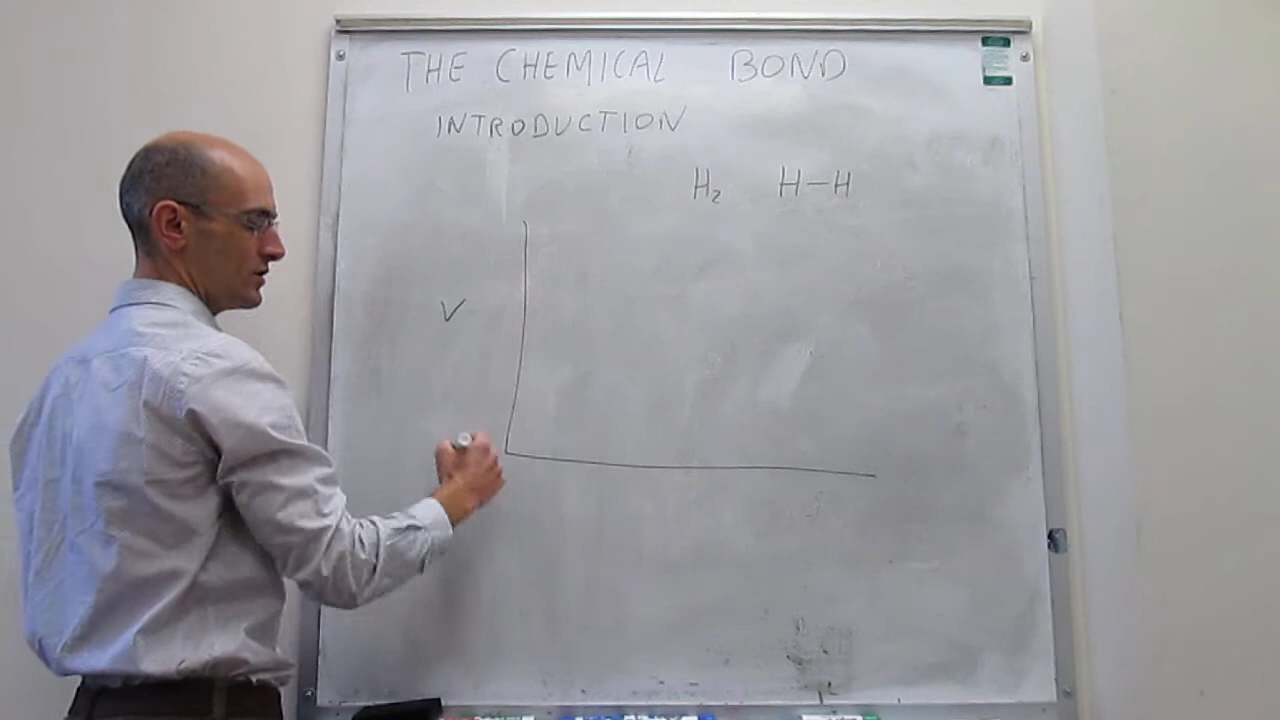 THE CHEMICAL BOND
INTRODUCTION
H₂ H—H
V